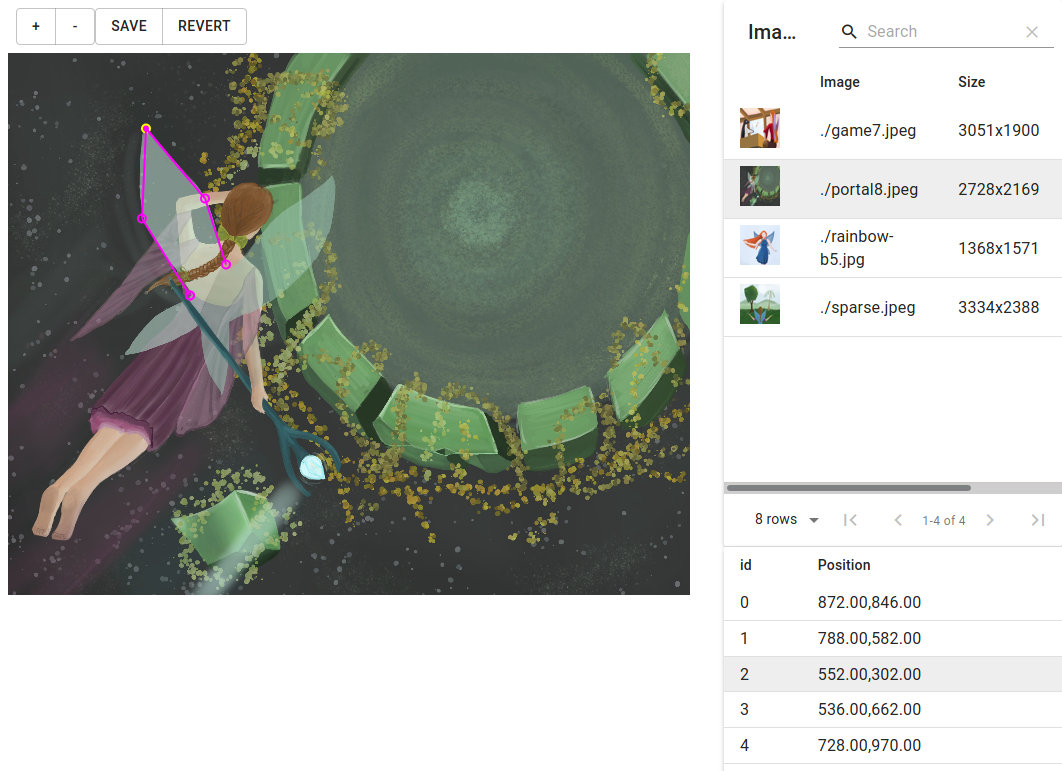 + - SAVE REVERT
Ima...
Search
Image Size
./game7.jpeg 3051x1900
./portal8.jpeg 2728x2169
./rainbow-
b5.jpg 1368x1571
./sparse.jpeg 3334x2388
8 rows 1-4 of 4
id Position
0 872.00,846.00
1 788.00,582.00
2 552.00,302.00
3 536.00,662.00
4 728.00,970.00